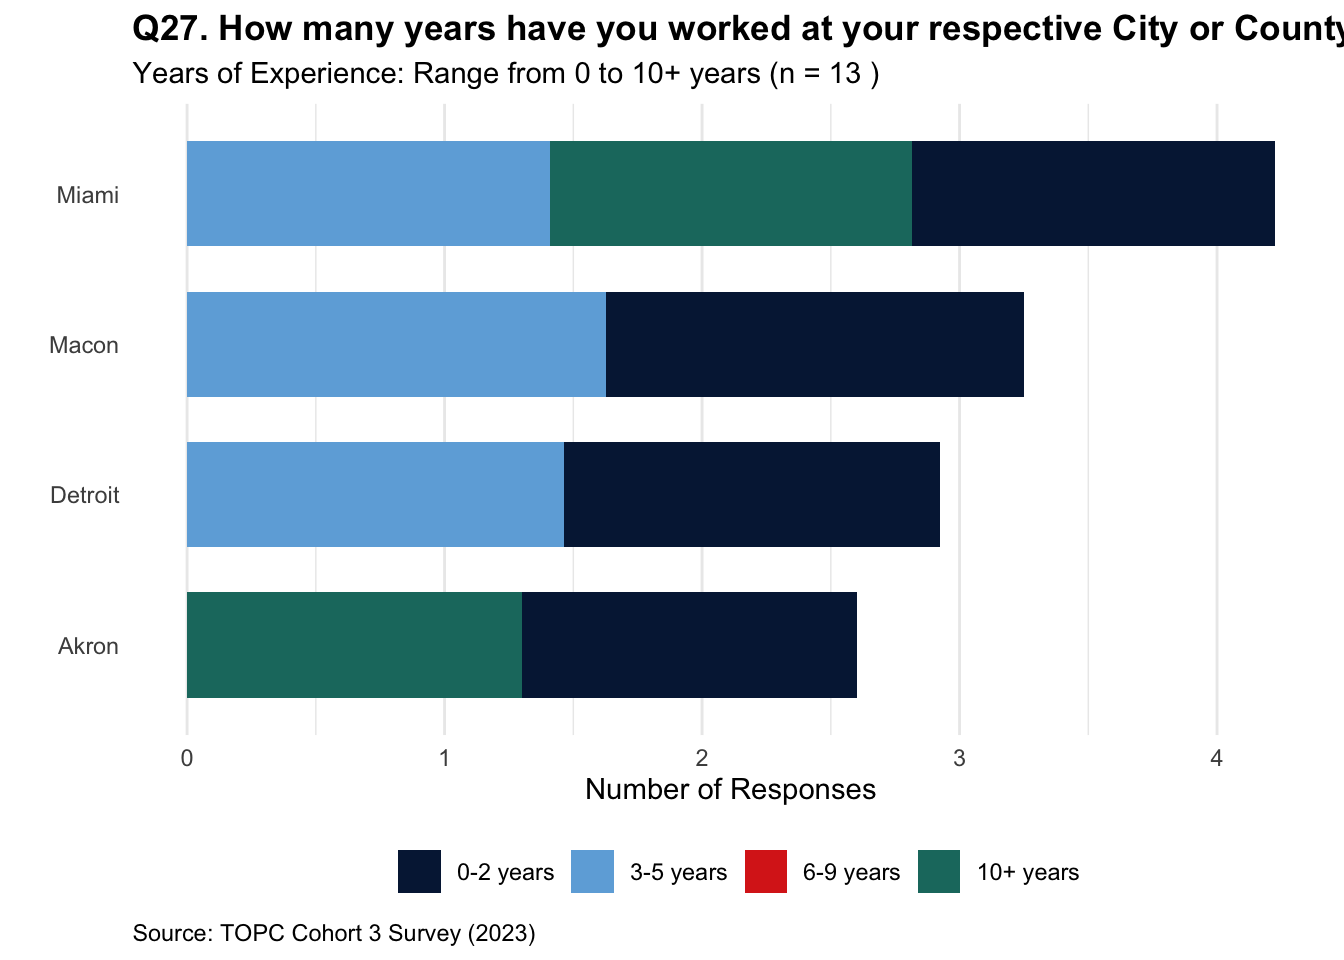 Q27. How many years have you worked at your respective City or County
Years of Experience: Range from 0 to 10+ years (n = 13 )
Miami
Macon
Detroit
Akron
0 1 2 3 4
Number of Responses
0-2 years 3-5 years 6-9 years 10+ years
Source: TOPC Cohort 3 Survey (2023)